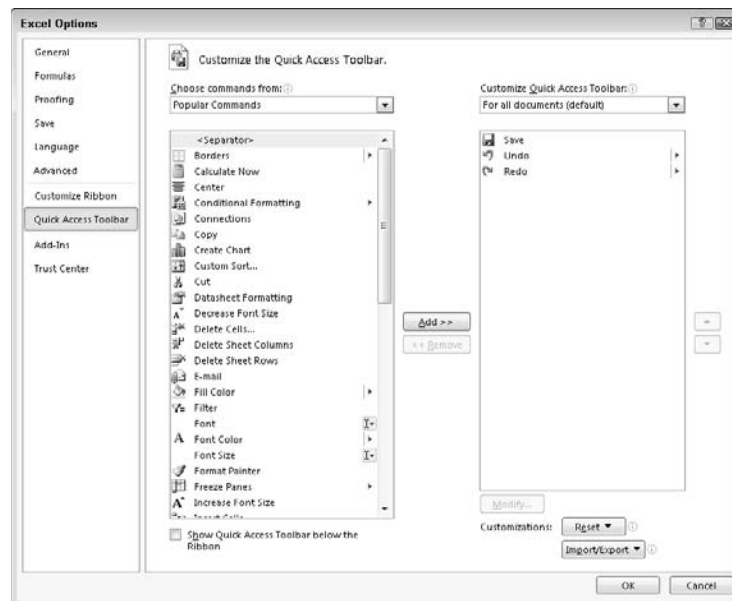 Excel Options
General
Formulas
Proofing
Save
Language
Advanced
Customize Ribbon
Quick Access Toolbar
Add-Ins
Trust Center
Customize the Quick Access Toolbar.
Choose commands from:
Popular Commands
<Separator>
Borders
Calculate Now
Center
Conditional Formatting
Connections
Copy
Create Chart
Custom Sort...
Cut
Datasheet Formatting
Decrease Font Size
Delete Cells...
Delete Sheet Columns
Delete Sheet Rows
E-mail
Fill Color
Filter
Font
Font Color
Font Size
Format Painter
Freeze Panes
Increase Font Size
Show Quick Access Toolbar below the
Ribbon
Add >>
<< Remove
Customize Quick Access Toolbar:
For all documents (default)
Save
Undo
Redo
Modify...
Customizations:
Reset
Import/Export
OK
Cancel